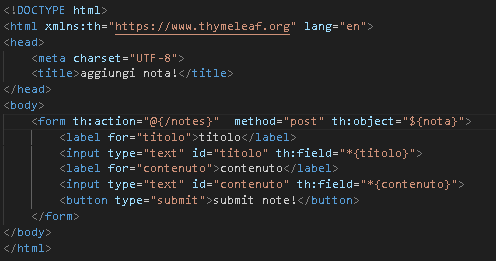 <!DOCTYPE html>
<html xmlns:th="https://www.thymeleaf.org" lang="en">
<head>
    <meta charset="UTF-8">
    <title>aggiungi nota!</title>
</head>
<body>
    <form th:action="@{/notes}"  method="post" th:object="${nota}">
        <label for="titolo">titolo</label>
        <input type="text" id="titolo" th:field="*{titolo}">
        <label for="contenuto">contenuto</label>
        <input type="text" id="contenuto" th:field="*{contenuto}">
        <button type="submit">submit note!</button>
    </form>
</body>
</html>